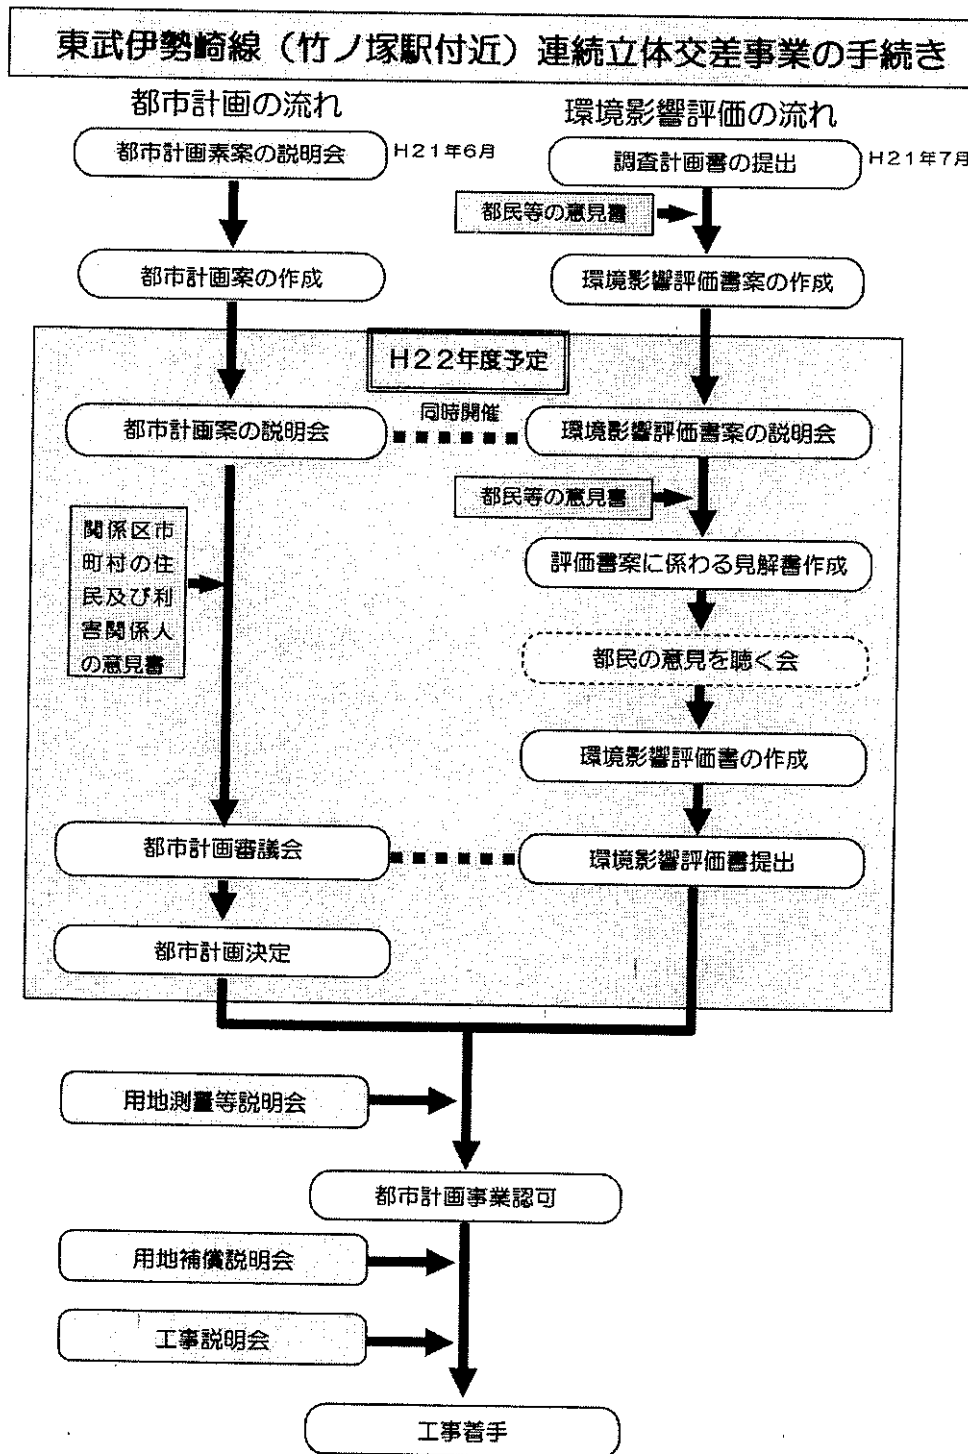 東武伊勢崎線（竹ノ塚駅付近）連続立体交差事業の手続き
都市計画の流れ
環境影響評価の流れ
都市計画素案の説明会
H21年6月
調査計画書の提出
H21年7月
都民等の意見書
都市計画案の作成
環境影響評価書案の作成
H22年度予定
都市計画案の説明会
同時開催
環境影響評価書案の説明会
都民等の意見書
関係区市
町村の住
民及び利
害関係人
の意見書
評価書案に係わる見解書作成
都民の意見を聴く会
環境影響評価書の作成
都市計画審議会
環境影響評価書提出
都市計画決定
用地測量等説明会
都市計画事業認可
用地補償説明会
工事説明会
工事着手